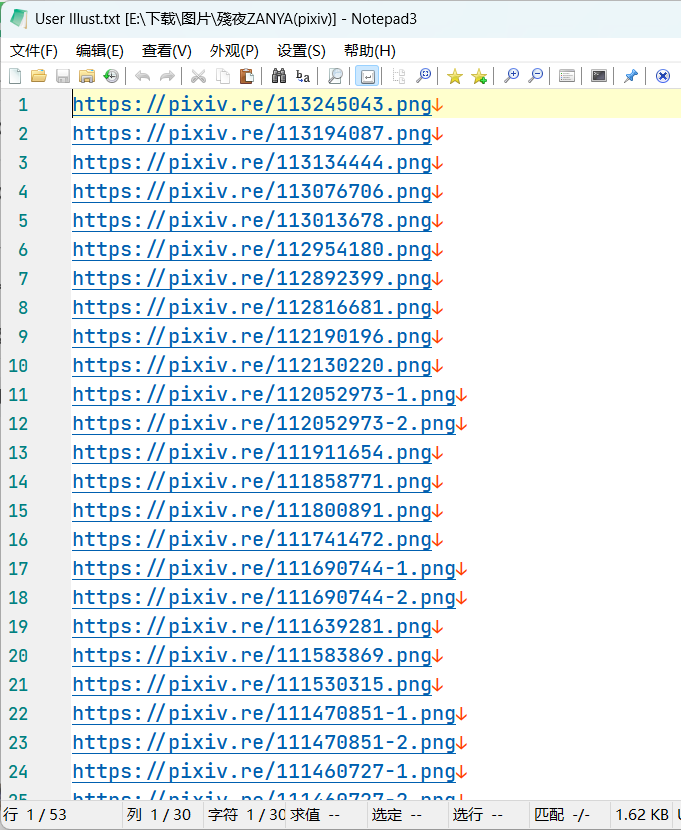 User Illust.txt [E:\下载\图片\殘夜ZANYA(pixiv)] - Notepad3
文件(F) 编辑(E) 查看(V) 外观(P) 设置(S) 帮助(H)
1 https://pixiv.re/113245043.png↓
2 https://pixiv.re/113194087.png↓
3 https://pixiv.re/113134444.png↓
4 https://pixiv.re/113076706.png↓
5 https://pixiv.re/113013678.png↓
6 https://pixiv.re/112954180.png↓
7 https://pixiv.re/112892399.png↓
8 https://pixiv.re/112816681.png↓
9 https://pixiv.re/112190196.png↓
10 https://pixiv.re/112130220.png↓
11 https://pixiv.re/112052973-1.png↓
12 https://pixiv.re/112052973-2.png↓
13 https://pixiv.re/111911654.png↓
14 https://pixiv.re/111858771.png↓
15 https://pixiv.re/111800891.png↓
16 https://pixiv.re/111741472.png↓
17 https://pixiv.re/111690744-1.png↓
18 https://pixiv.re/111690744-2.png↓
19 https://pixiv.re/111639281.png↓
20 https://pixiv.re/111583869.png↓
21 https://pixiv.re/111530315.png↓
22 https://pixiv.re/111470851-1.png↓
23 https://pixiv.re/111470851-2.png↓
24 https://pixiv.re/111460727-1.png↓
25 https://pixiv.re/111460727-2.png↓
行 1 / 53 列 1 / 30 字符 1 / 30 求值 -- 选定 -- 选行 -- 匹配 -/- 1.62 KB